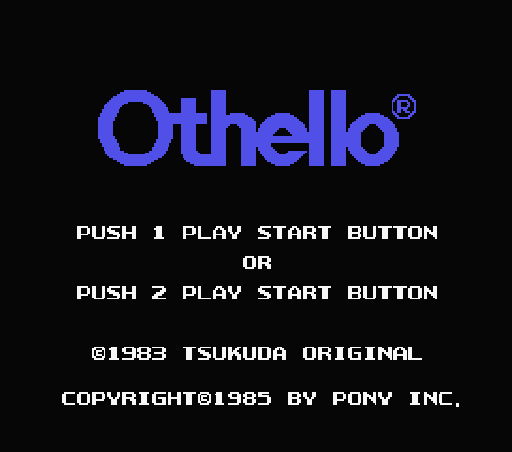 Othello®
PUSH 1 PLAY START BUTTON
OR
PUSH 2 PLAY START BUTTON
©1983 TSUKUDA ORIGINAL
COPYRIGHT©1985 BY PONY INC.